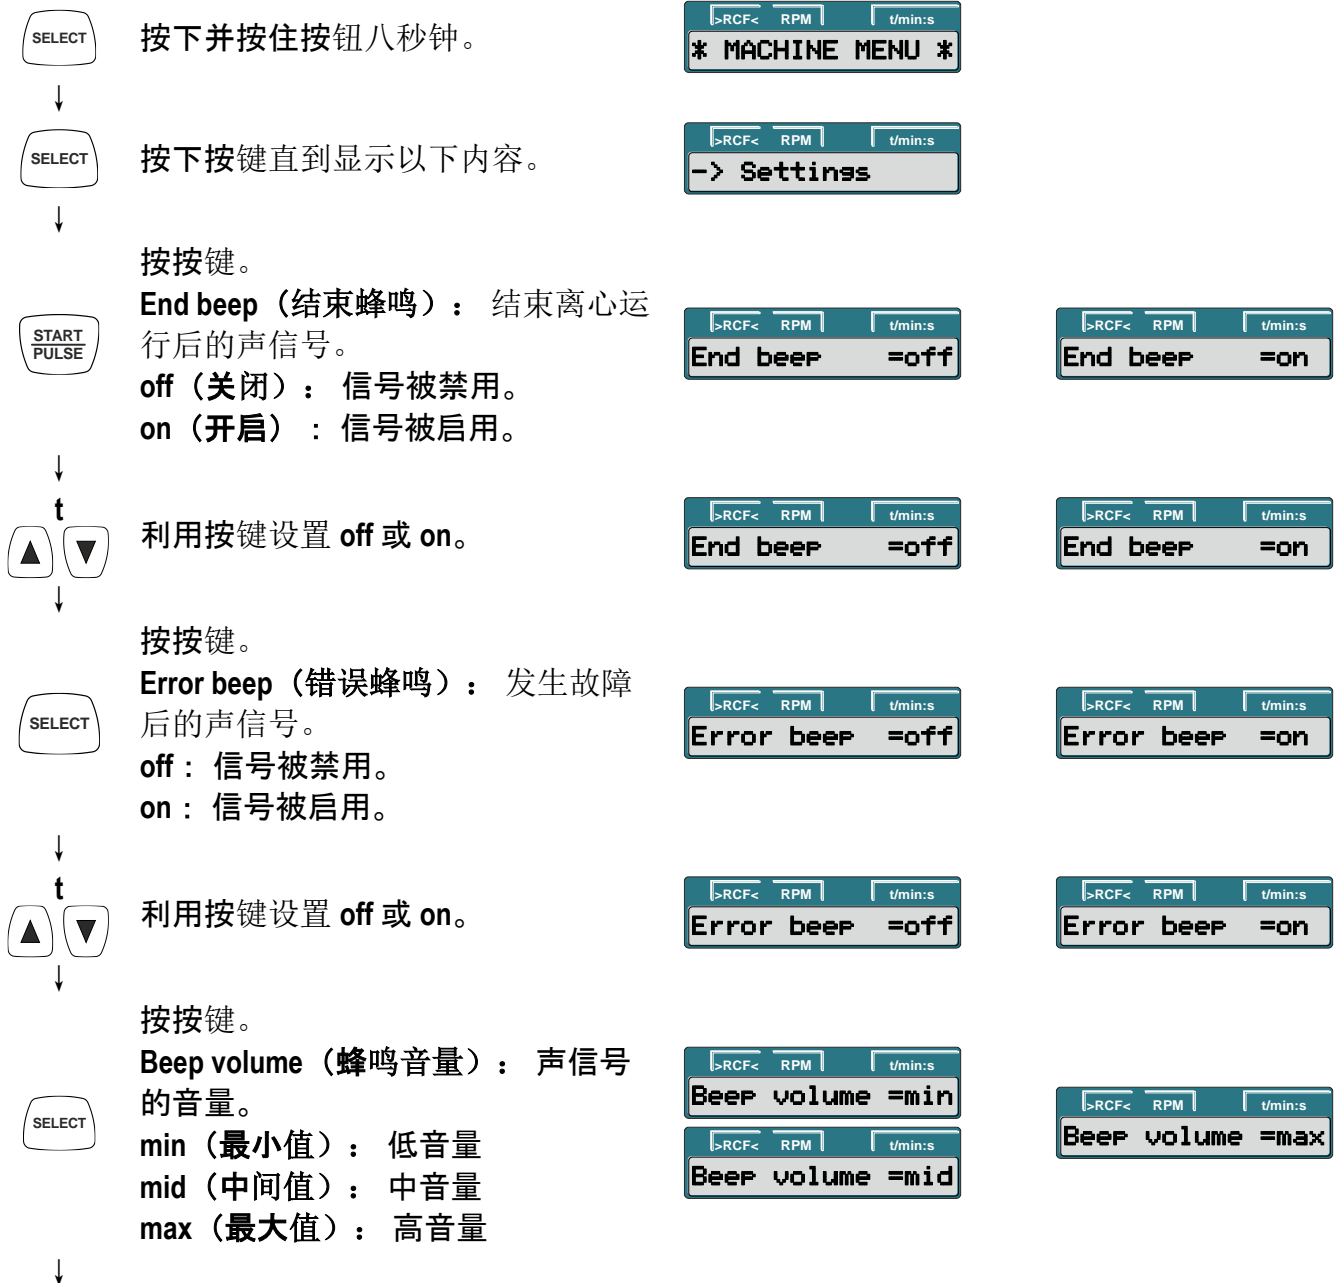 SELECT
按下并按住按钮八秒钟。
>RCF< RPM t/min:s
* MACHINE MENU *
↓
SELECT
按下按键直到显示以下内容。
>RCF< RPM t/min:s
-> Settings
↓
START
PULSE
按按键。
End beep（结束蜂鸣）： 结束离心运
行后的声信号。
off（关闭）： 信号被禁用。
on（开启）： 信号被启用。
>RCF< RPM t/min:s
End beep =off
>RCF< RPM t/min:s
End beep =on
↓
t
▲ ▼
利用按键设置 off 或 on。
>RCF< RPM t/min:s
End beep =off
>RCF< RPM t/min:s
End beep =on
↓
SELECT
按按键。
Error beep（错误蜂鸣）： 发生故障
后的声信号。
off： 信号被禁用。
on： 信号被启用。
>RCF< RPM t/min:s
Error beep =off
>RCF< RPM t/min:s
Error beep =on
↓
t
▲ ▼
利用按键设置 off 或 on。
>RCF< RPM t/min:s
Error beep =off
>RCF< RPM t/min:s
Error beep =on
↓
SELECT
按按键。
Beep volume（蜂鸣音量）： 声信号
的音量。
min（最小值）： 低音量
mid（中间值）： 中音量
max（最大值）： 高音量
>RCF< RPM t/min:s
Beep volume =min
>RCF< RPM t/min:s
Beep volume =mid
>RCF< RPM t/min:s
Beep volume =max
↓